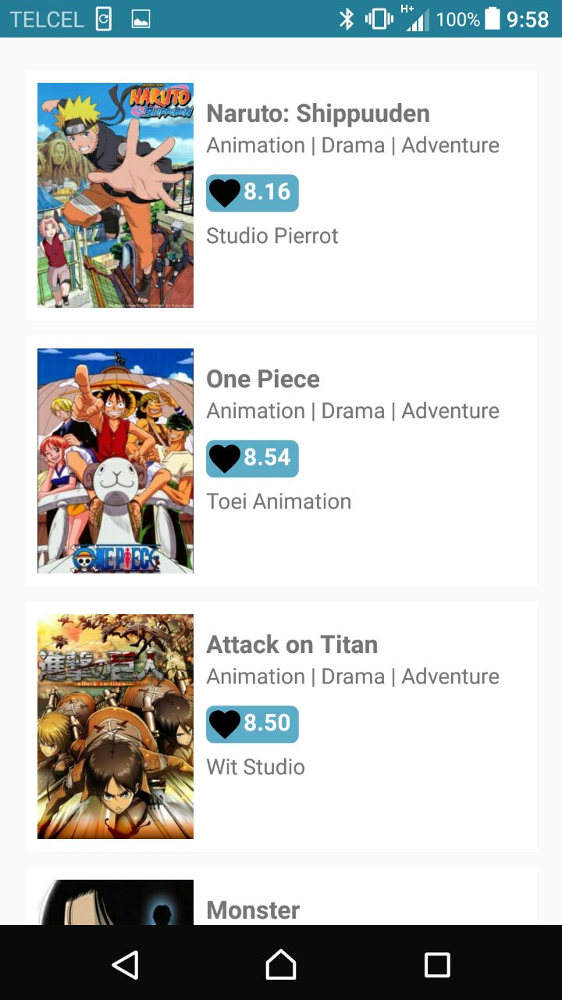 TELCEL H+ 100% 9:58
NARUTO
SHIPPUDEN
Naruto: Shippuuden
Animation | Drama | Adventure
8.16
Studio Pierrot
One Piece
Animation | Drama | Adventure
8.54
Toei Animation
ONE PIECE
進撃の巨人
attack on titan
Attack on Titan
Animation | Drama | Adventure
8.50
Wit Studio
Monster